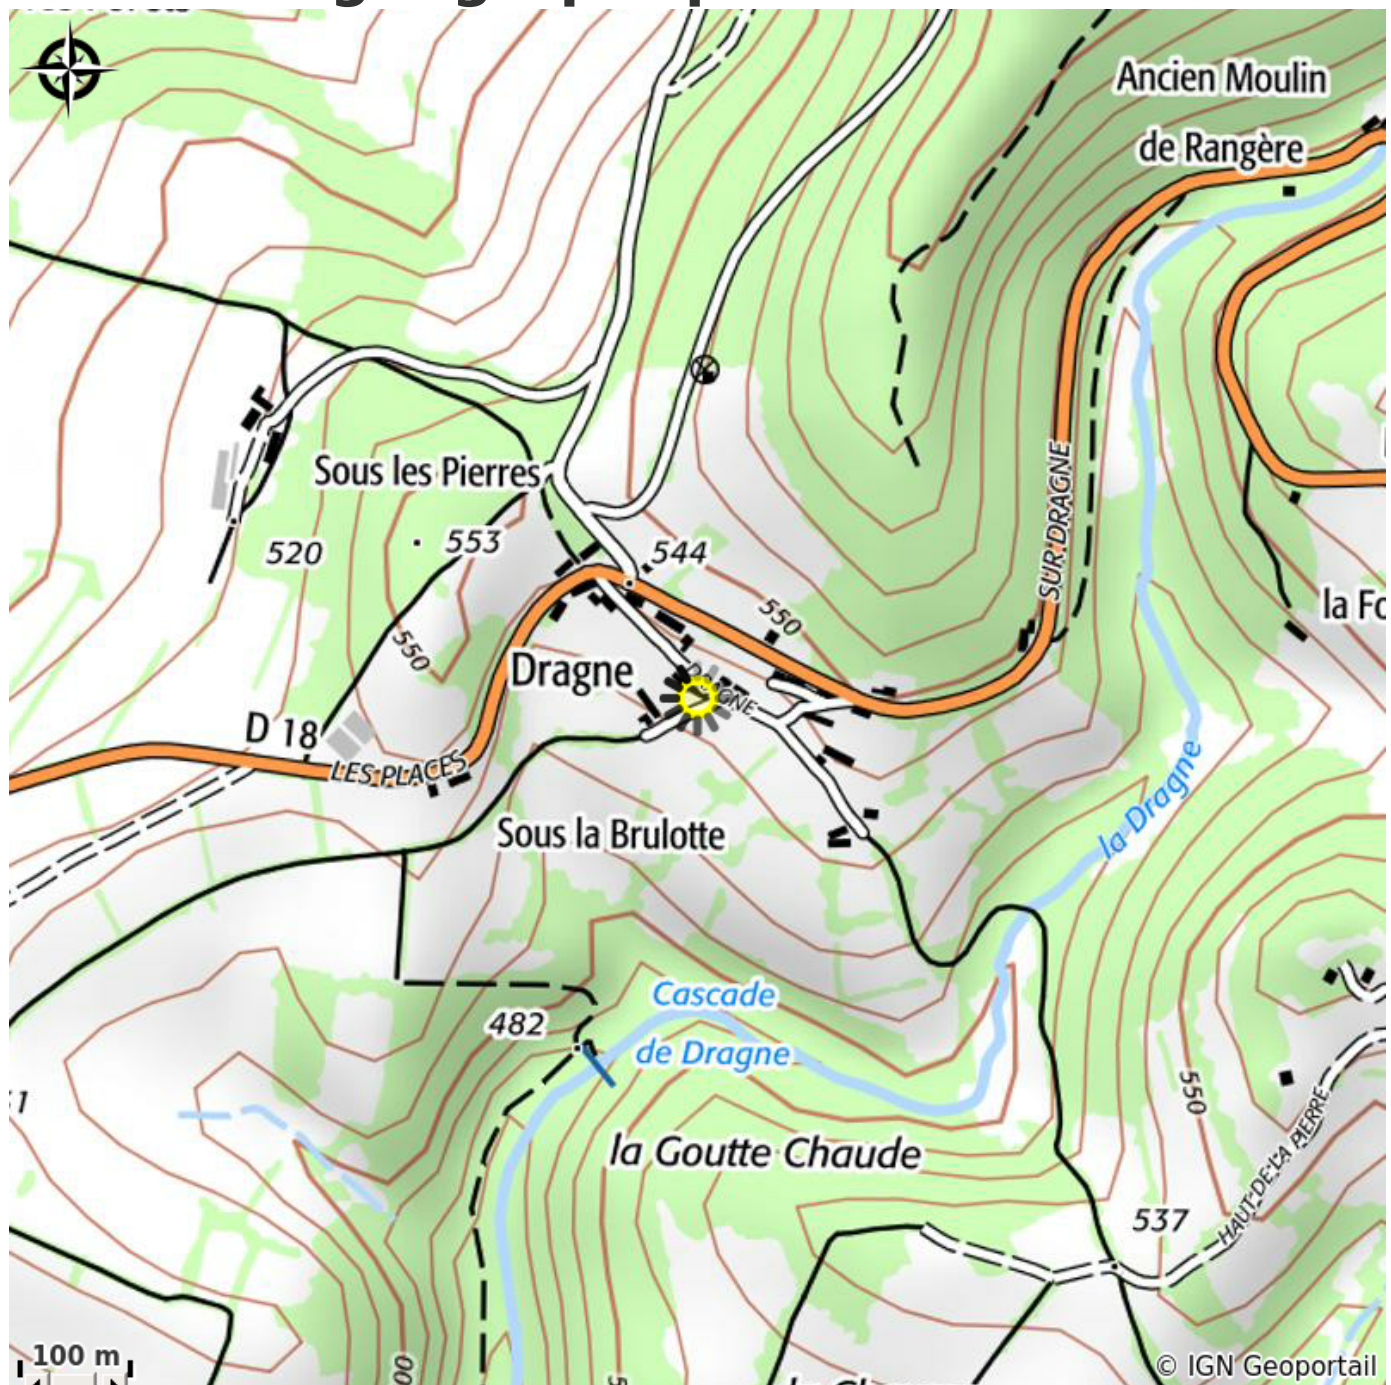 Ancien Moulin
de Rangère
SUR DRAGNE
Sous les Pierres
520
553
544
550
550
la Fo
Dragne
DRAGNE
D 18
LES PLACES
la Dragne
Sous la Brulotte
Cascade
de Dragne
482
550
la Goutte Chaude
HAUT DE LA PIERRE
537
100 m
© IGN Geoportail